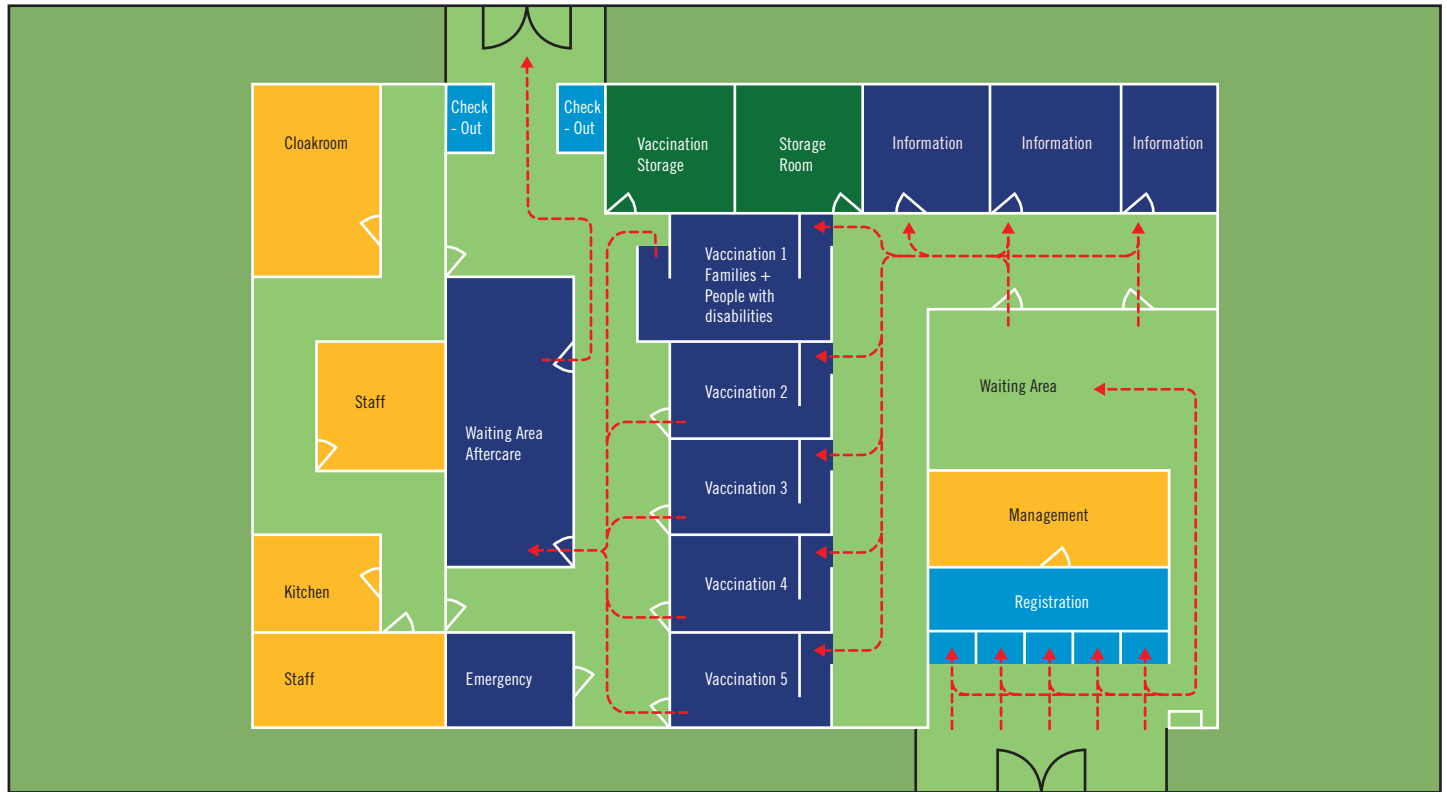 Check
- Out
Check
- Out
Cloakroom
Vaccination
Storage
Storage
Room
Information
Information
Information
Vaccination 1
Families +
People with
disabilities
Staff
Waiting Area
Aftercare
Vaccination 2
Waiting Area
Vaccination 3
Management
Kitchen
Vaccination 4
Registration
Staff
Emergency
Vaccination 5